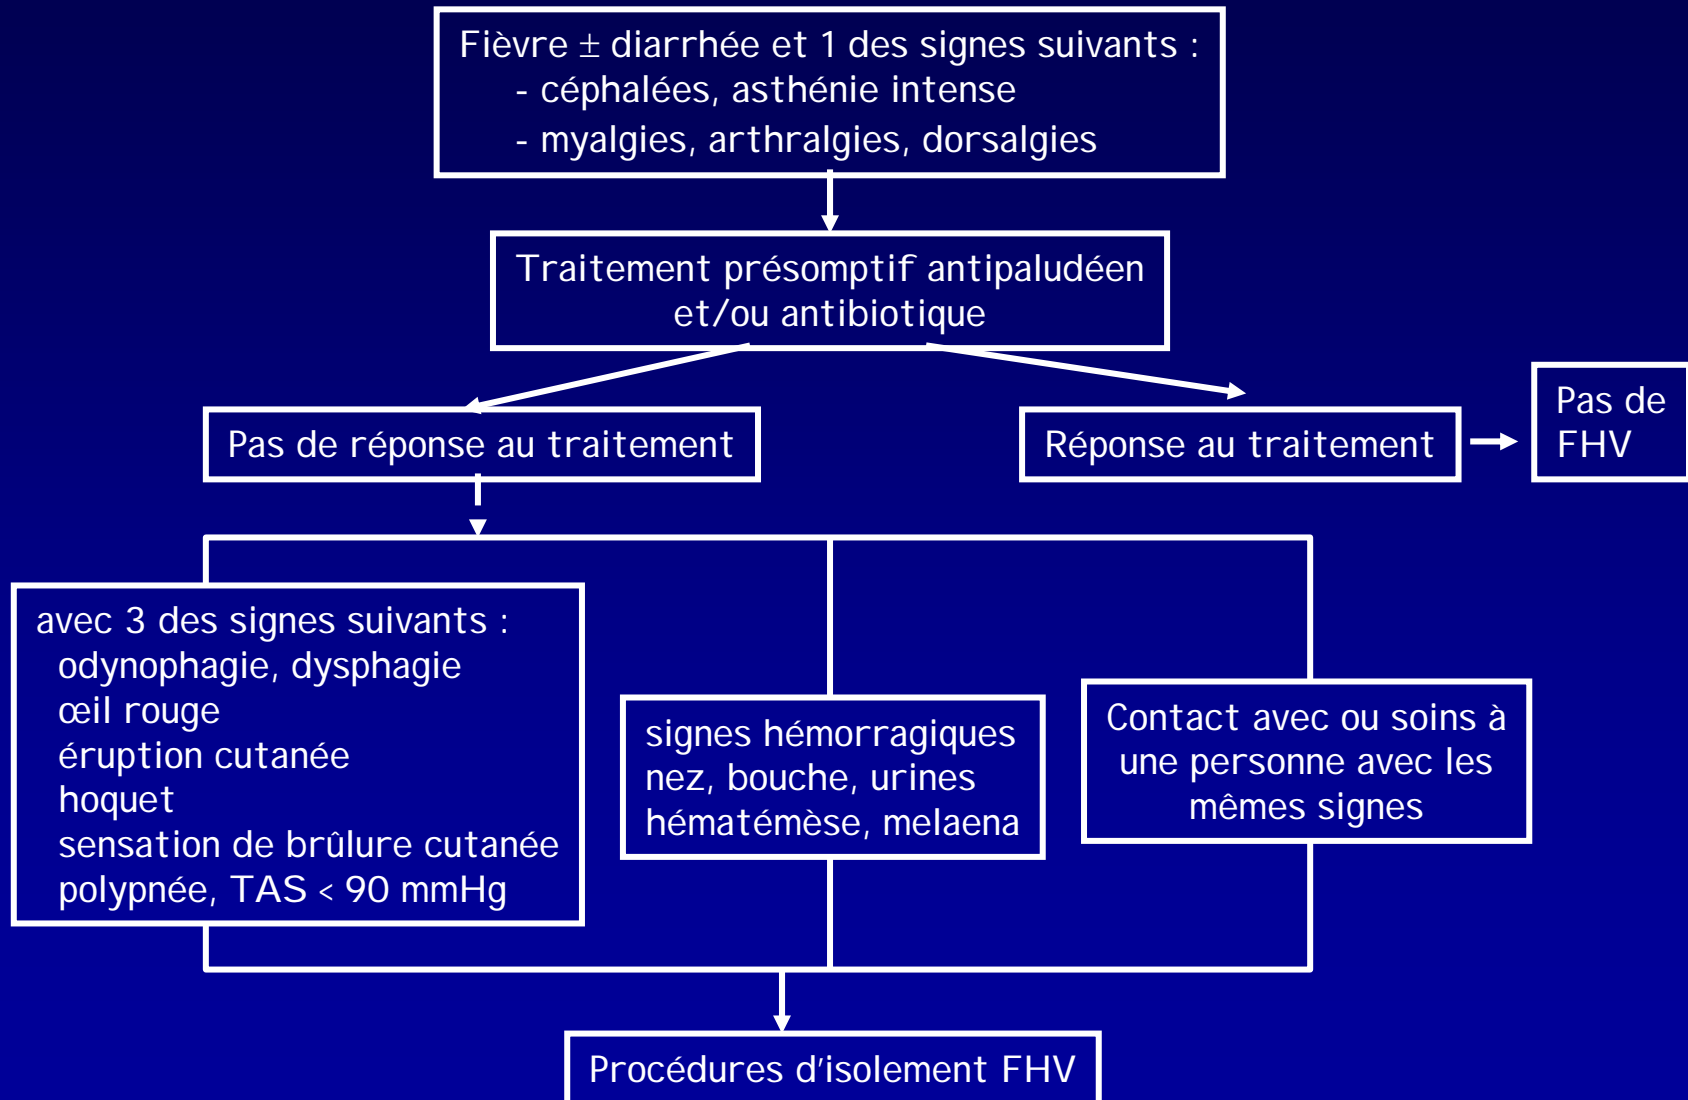 Fièvre ± diarrhée et 1 des signes suivants :
- céphalées, asthénie intense
- myalgies, arthralgies, dorsalgies
Traitement présomptif antipaludéen
et/ou antibiotique
Pas de réponse au traitement
Réponse au traitement
Pas de
FHV
avec 3 des signes suivants :
odynophagie, dysphagie
œil rouge
éruption cutanée
hoquet
sensation de brûlure cutanée
polypnée, TAS < 90 mmHg
signes hémorragiques
nez, bouche, urines
hématémèse, melaena
Contact avec ou soins à
une personne avec les
mêmes signes
Procédures d'isolement FHV